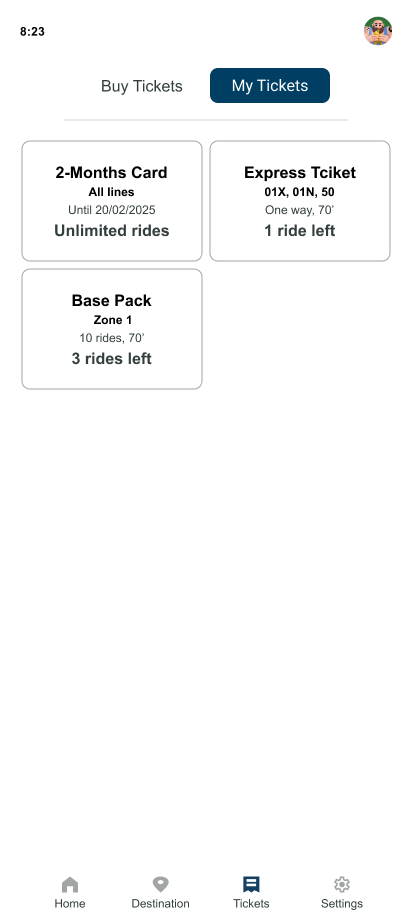 8:23
Buy Tickets
My Tickets
2-Months Card
All lines
Until 20/02/2025
Unlimited rides
Express Tciket
01X, 01N, 50
One way, 70’
1 ride left
Base Pack
Zone 1
10 rides, 70’
3 rides left
Home
Destination
Tickets
Settings